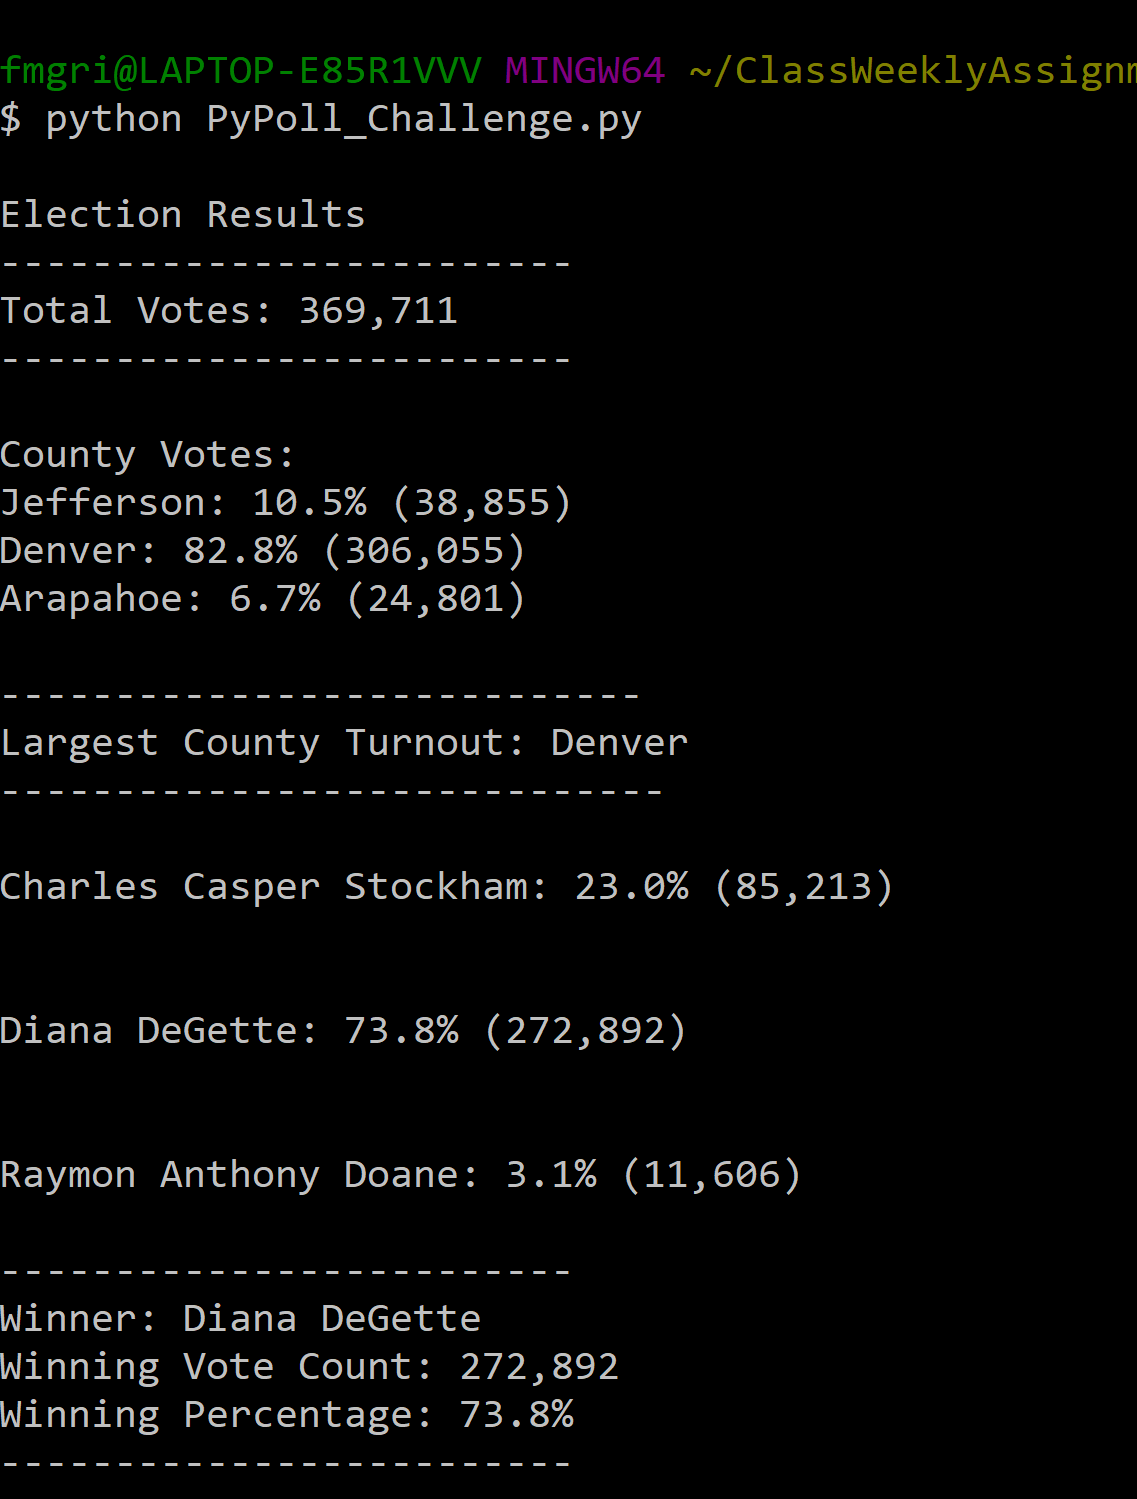 fmgri@LAPTOP-E85R1VVV MINGW64 ~/ClassWeeklyAssignm
$ python PyPoll_Challenge.py
Election Results
-------------------------
Total Votes: 369,711
-------------------------
County Votes:
Jefferson: 10.5% (38,855)
Denver: 82.8% (306,055)
Arapahoe: 6.7% (24,801)
----------------------------
Largest County Turnout: Denver
-----------------------------
Charles Casper Stockham: 23.0% (85,213)
Diana DeGette: 73.8% (272,892)
Raymon Anthony Doane: 3.1% (11,606)
-------------------------
Winner: Diana DeGette
Winning Vote Count: 272,892
Winning Percentage: 73.8%
-------------------------